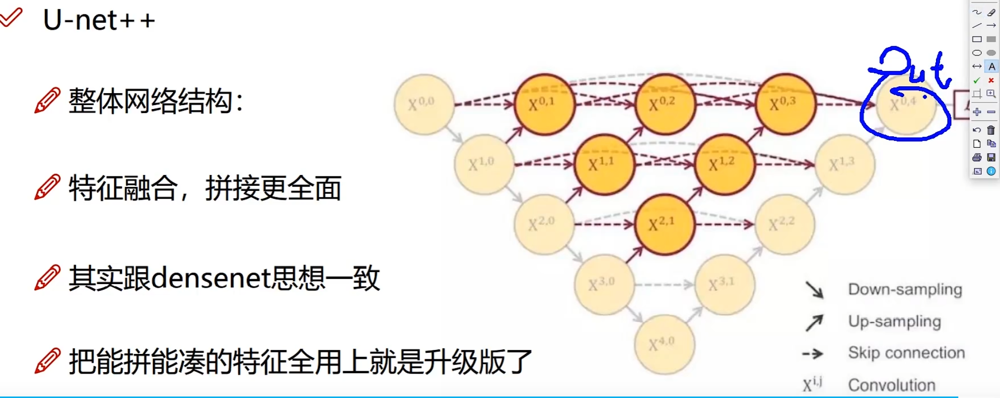 U-net++
整体网络结构：
特征融合，拼接更全面
其实跟densenet思想一致
把能拼能凑的特征全用上就是升级版了
out
X^{0,0} X^{0,1} X^{0,2} X^{0,3} X^{0,4}
X^{1,0} X^{1,1} X^{1,2} X^{1,3}
X^{2,0} X^{2,1} X^{2,2}
X^{3,0} X^{3,1}
X^{4,0}
Down-sampling
Up-sampling
Skip connection
X^{i,j} Convolution
A